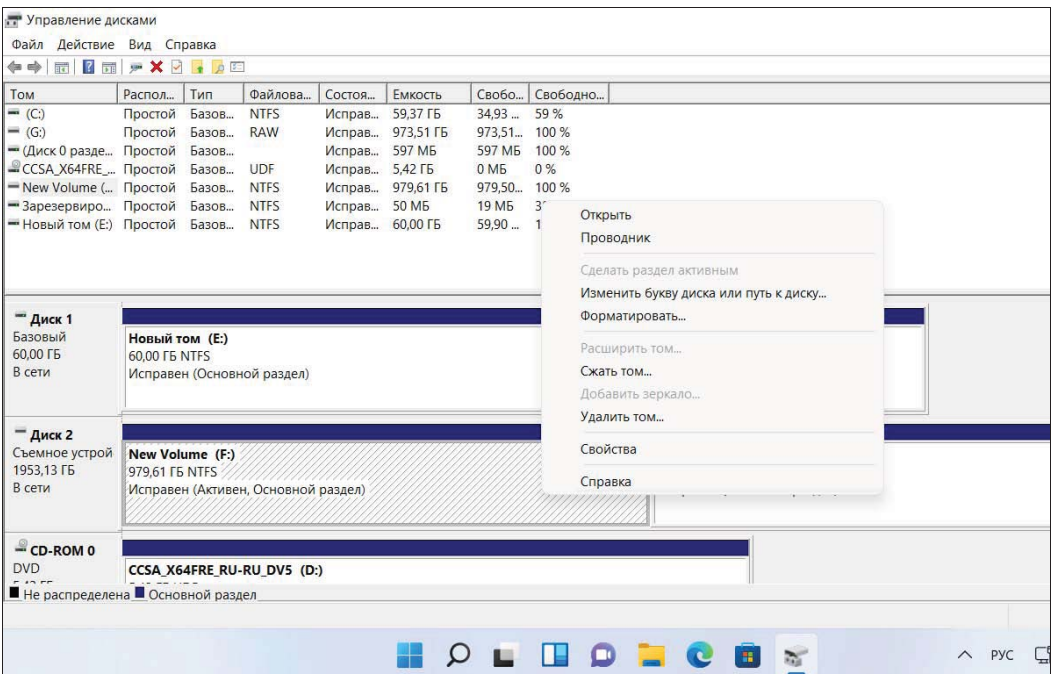 Управление дисками
Файл Действие Вид Справка
Том Распол... Тип Файлова... Состоя... Емкость Свобо... Свободно...
(C:) Простой Базов... NTFS Исправ... 59,37 ГБ 34,93 ... 59 %
(G:) Простой Базов... RAW Исправ... 973,51 ГБ 973,51... 100 %
(Диск 0 разде... Простой Базов... Исправ... 597 МБ 597 МБ 100 %
CCSA_X64FRE_... Простой Базов... UDF Исправ... 5,42 ГБ 0 МБ 0 %
New Volume (... Простой Базов... NTFS Исправ... 979,61 ГБ 979,50... 100 %
Зарезервиро... Простой Базов... NTFS Исправ... 50 МБ 19 МБ
Новый том (E:) Простой Базов... NTFS Исправ... 60,00 ГБ 59,90 ...
Открыть
Проводник
Сделать раздел активным
Изменить букву диска или путь к диску...
Форматировать...
Расширить том...
Сжать том...
Добавить зеркало...
Удалить том...
Свойства
Справка
Диск 1
Базовый
60,00 ГБ
В сети
Новый том (E:)
60,00 ГБ NTFS
Исправен (Основной раздел)
Диск 2
Съемное устрой
1953,13 ГБ
В сети
New Volume (F:)
979,61 ГБ NTFS
Исправен (Активен, Основной раздел)
CD-ROM 0
DVD
CCSA_X64FRE_RU-RU_DV5 (D:)
Не распределена Основной раздел
РУС